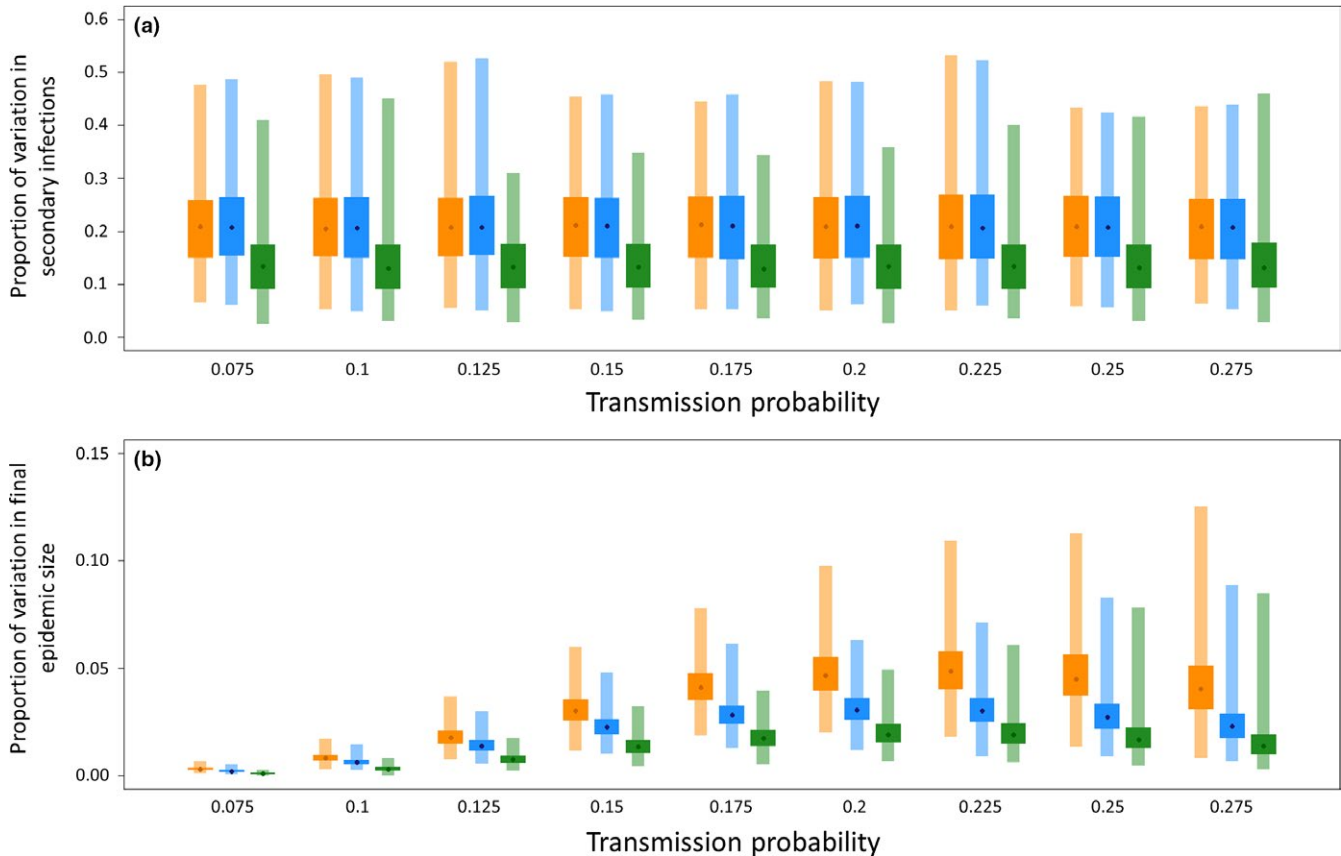 (a)
Proportion of variation in
secondary infections
0.6
0.5
0.4
0.3
0.2
0.1
0.0
0.075 0.1 0.125 0.15 0.175 0.2 0.225 0.25 0.275
Transmission probability
(b)
Proportion of variation in final
epidemic size
0.15
0.10
0.05
0.00
0.075 0.1 0.125 0.15 0.175 0.2 0.225 0.25 0.275
Transmission probability